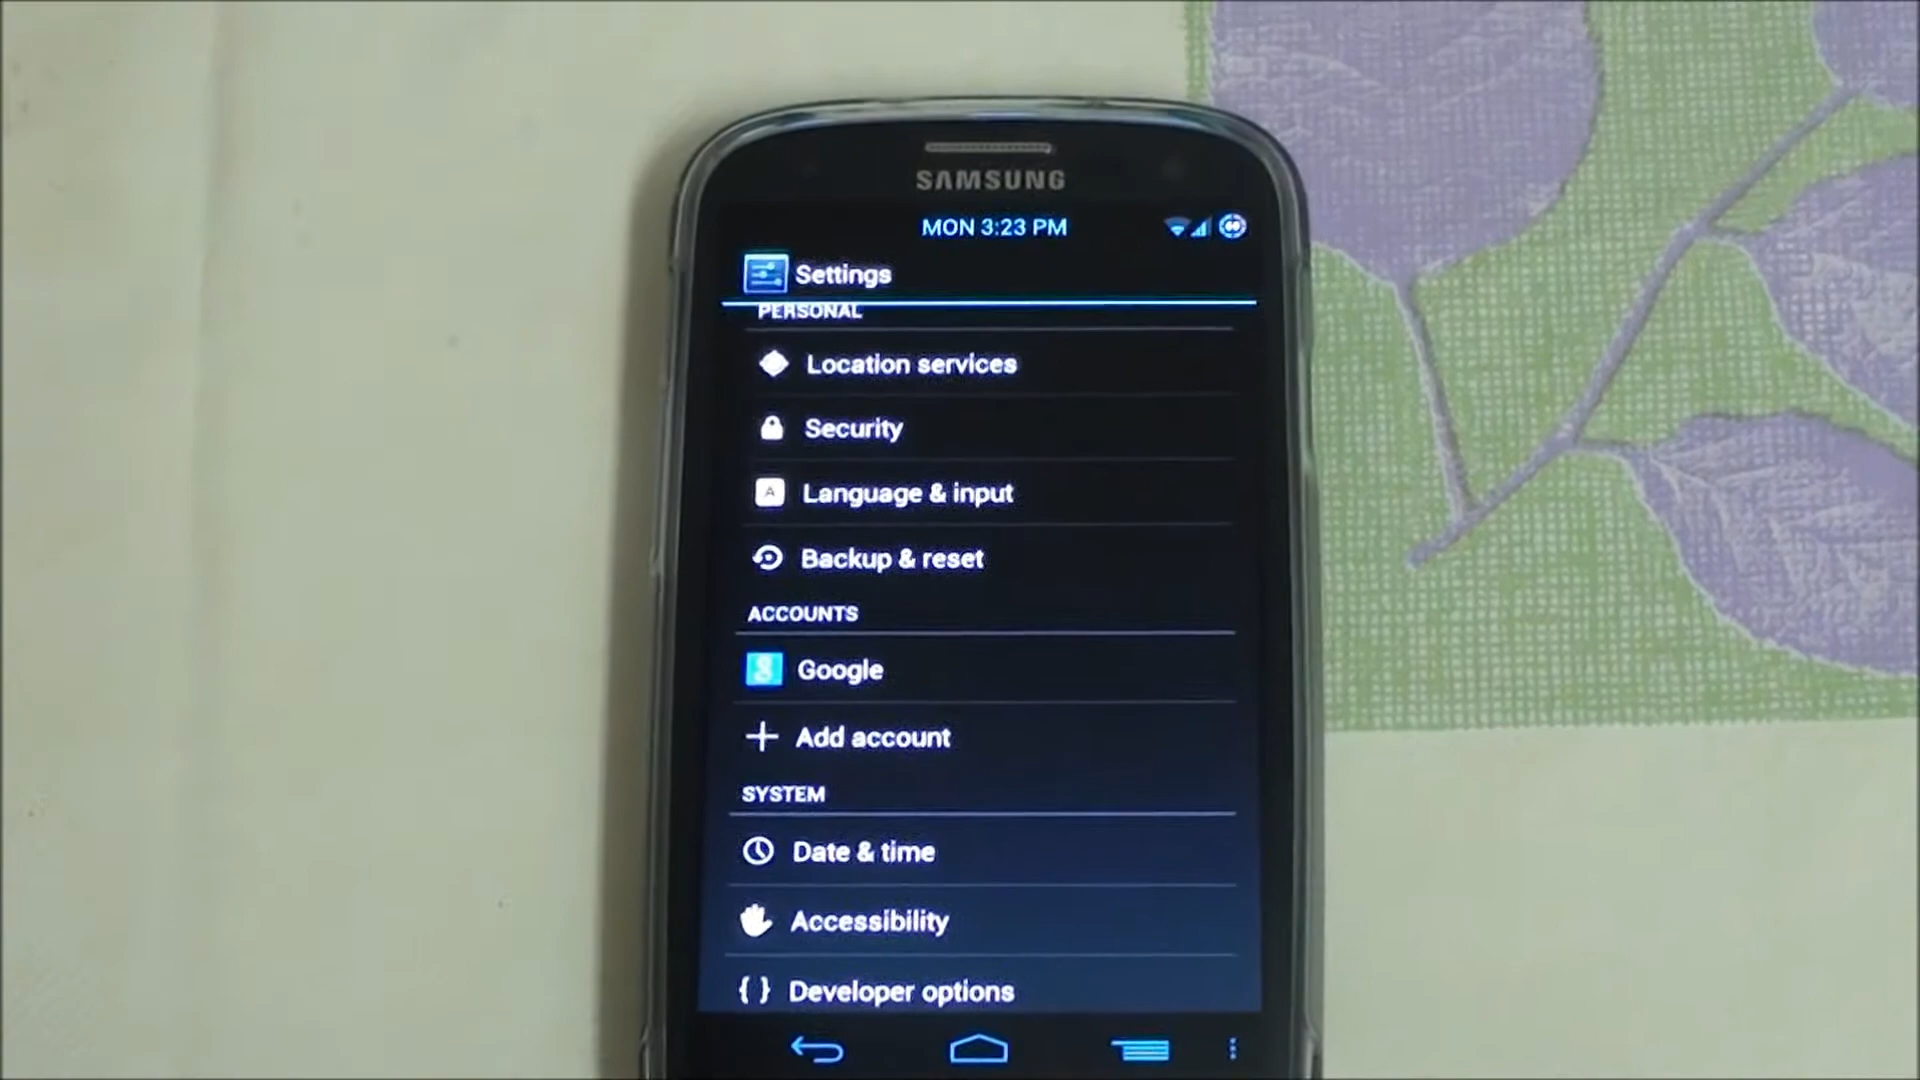 SAMSUNG
MON 3:23 PM
Settings
PERSONAL
Location services
Security
A
Language & input
Backup & reset
ACCOUNTS
g
Google
Add account
SYSTEM
Date & time
Accessibility
{ } Developer options